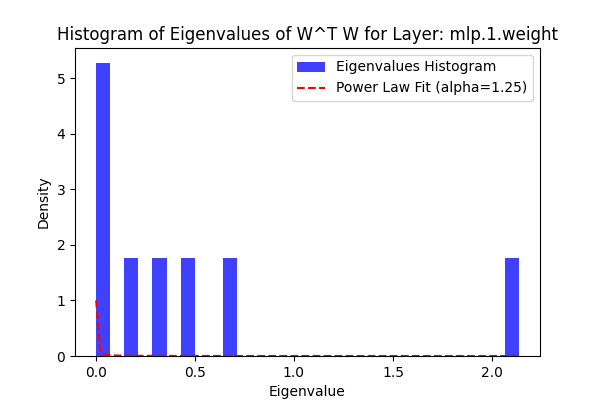 Histogram of Eigenvalues of W^T W for Layer: mlp.1.weight
Eigenvalues Histogram
Power Law Fit (alpha=1.25)
Density
5
4
3
2
1
0
0.0 0.5 1.0 1.5 2.0
Eigenvalue